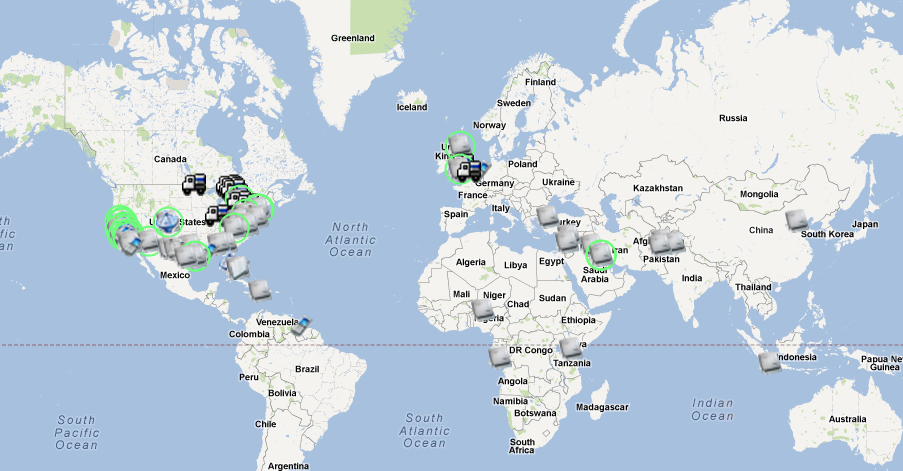 Greenland
Iceland
Finland
Sweden
Norway
Russia
Canada
Poland
Germany
Ukraine
France
Kazakhstan
Mongolia
Italy
Spain
North
Atlantic
Ocean
South Korea
Japan
China
Mexico
Algeria
Libya
Egypt
Saudi
Arabia
Pakistan
India
Mali
Niger
Chad
Sudan
Thailand
Venezuela
Colombia
Ethiopia
DR Congo
Tanzania
Papua New
Guinea
Peru
Brazil
Bolivia
Angola
Namibia
Botswana
Madagascar
Indian
Ocean
Australia
South
Pacific
Ocean
Chile
South
Atlantic
Ocean
South
Africa
Argentina